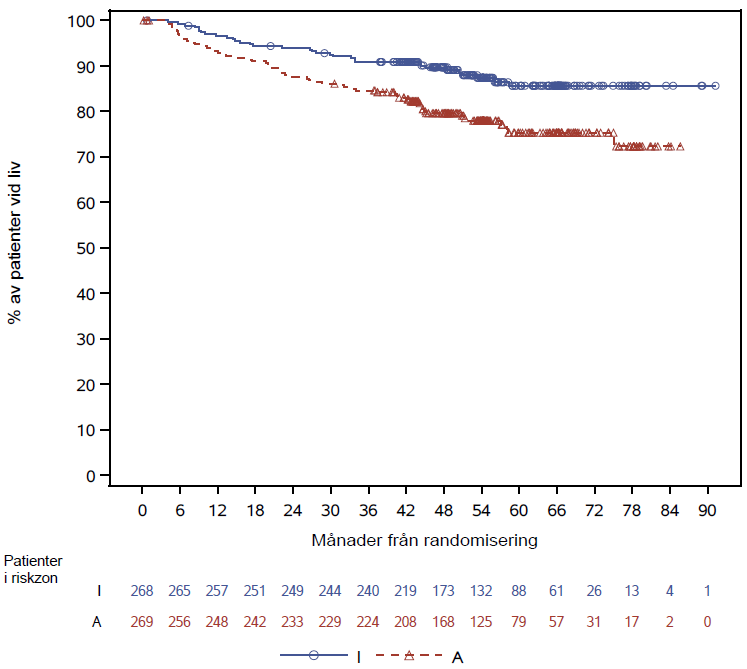 100
90
80
70
60
50
40
30
20
10
0
% av patienter vid liv
0 6 12 18 24 30 36 42 48 54 60 66 72 78 84 90
Månader från randomisering
Patienter
i riskzon
I 268 265 257 251 249 244 240 219 173 132 88 61 26 13 4 1
A 269 256 248 242 233 229 224 208 168 125 79 57 31 17 2 0
I A